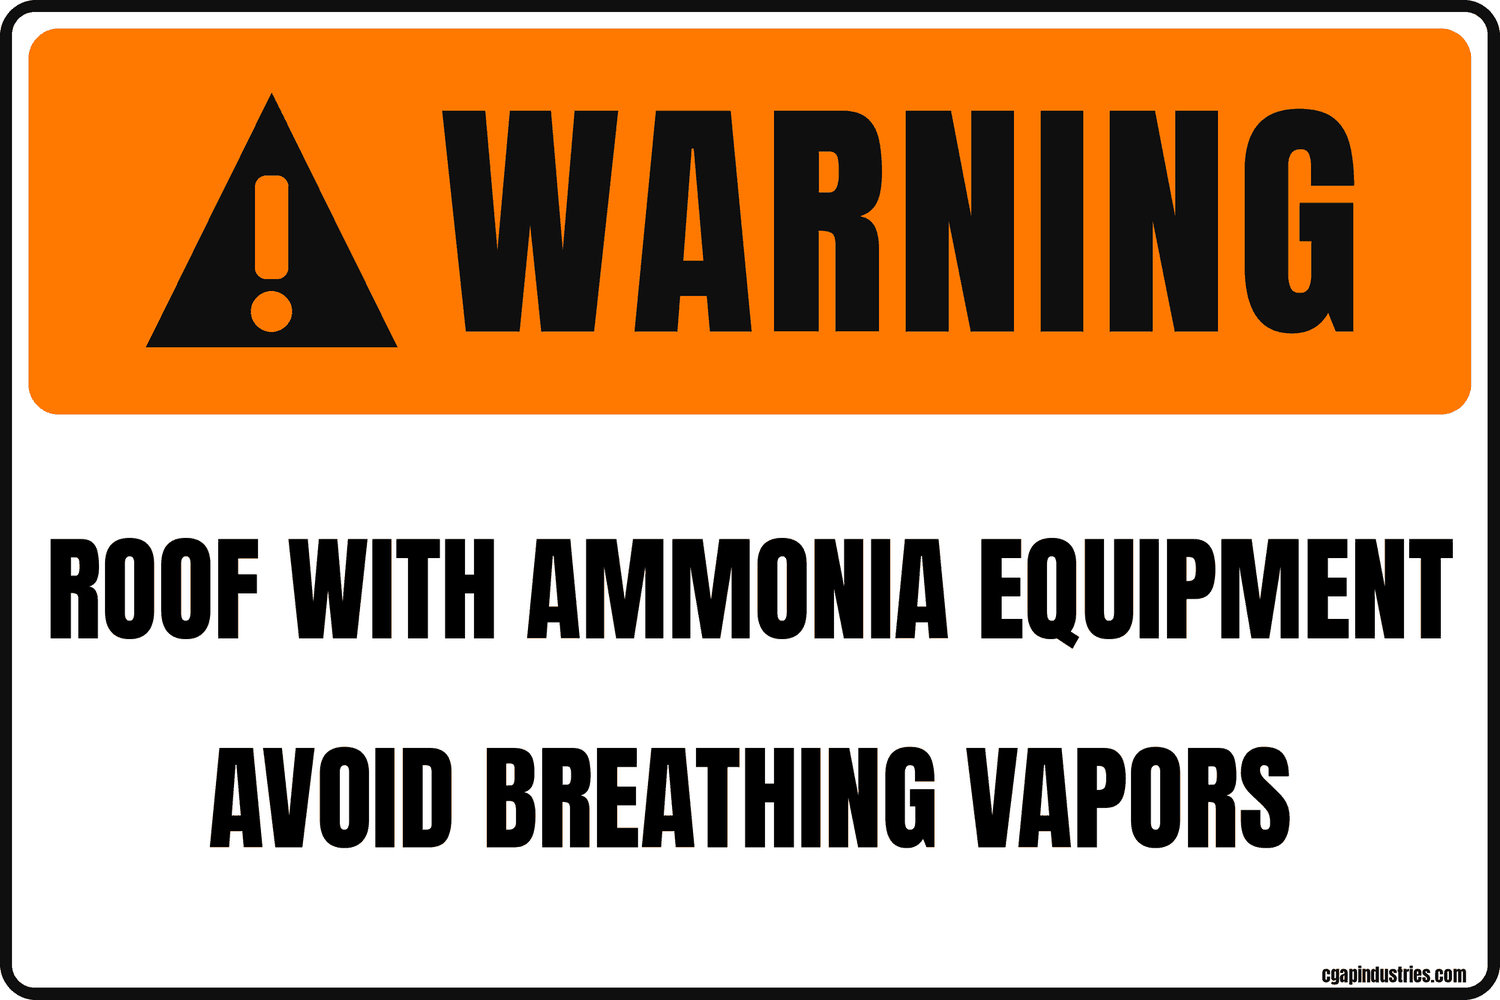 WARNING
ROOF WITH AMMONIA EQUIPMENT
AVOID BREATHING VAPORS
cgapindustries.com